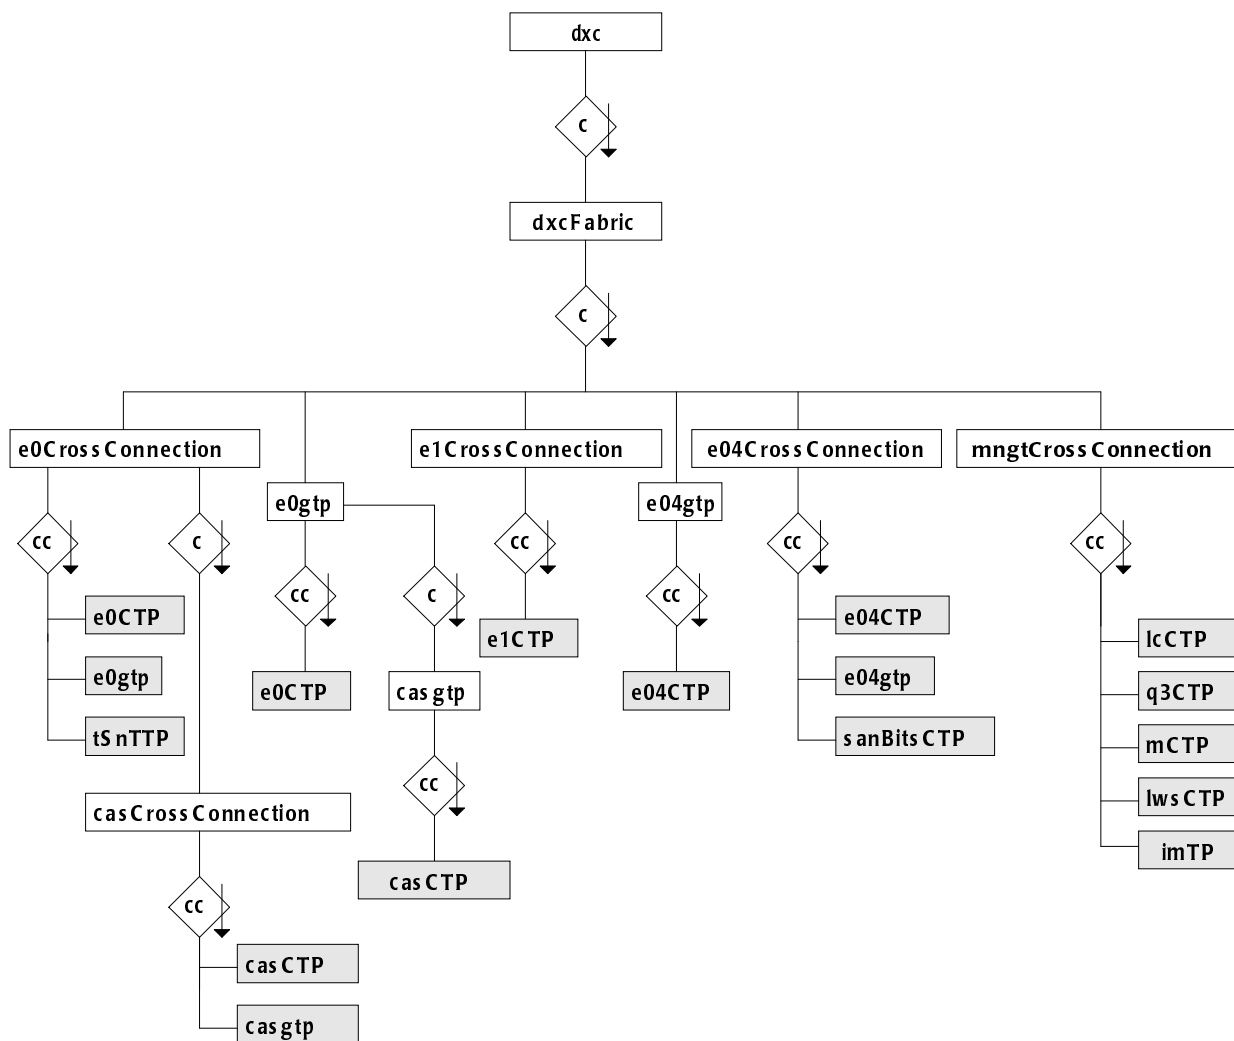 dxc
c
dxcFabric
c
e0CrossConnection
e1CrossConnection
e04CrossConnection
mngtCrossConnection
e0gtp
e04gtp
cc
c
cc
cc
cc
cc
c
cc
e0CTP
e04CTP
e1CTP
lcCTP
e0gtp
e04gtp
e0CTP
casgtp
e04CTP
q3CTP
tSnTTP
sanBitsCTP
mCTP
cc
lwsCTP
casCrossConnection
imTP
casCTP
cc
casCTP
casgtp